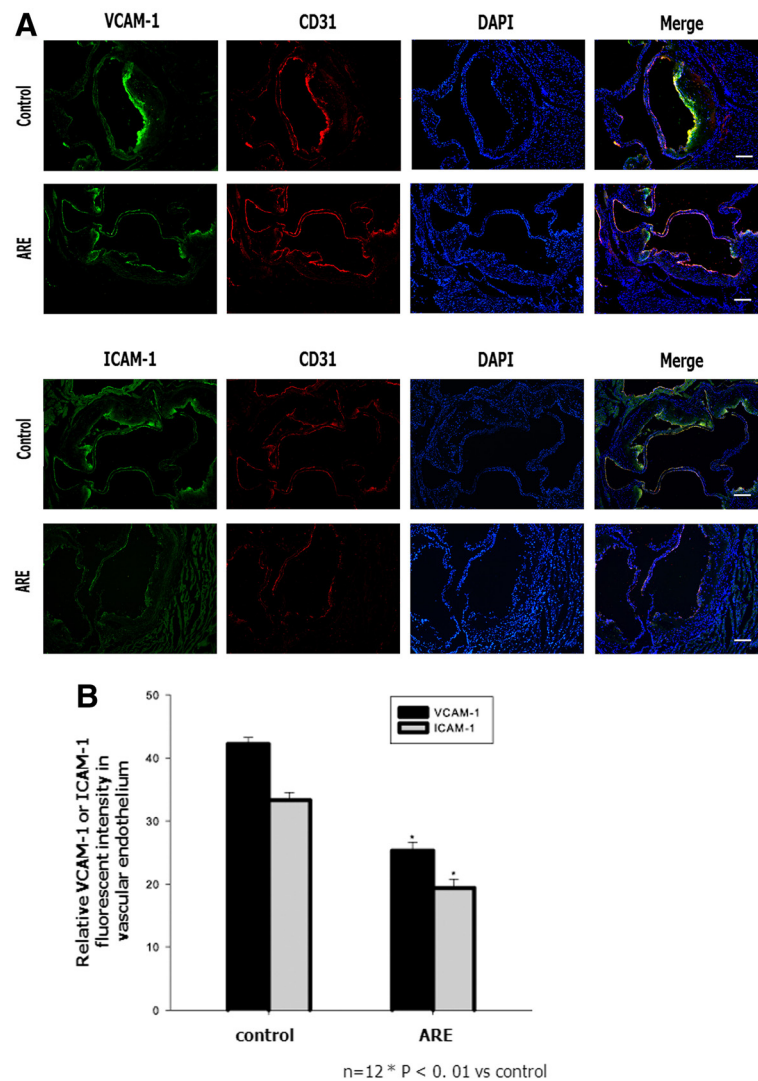 A
VCAM-1 CD31 DAPI Merge
Control
ARE
ICAM-1 CD31 DAPI Merge
Control
ARE
B
Relative VCAM-1 or ICAM-1
fluorescent intensity in
vascular endothelium
50
40
30
20
10
0
VCAM-1
ICAM-1
*
*
control ARE
n=12 * P < 0. 01 vs control